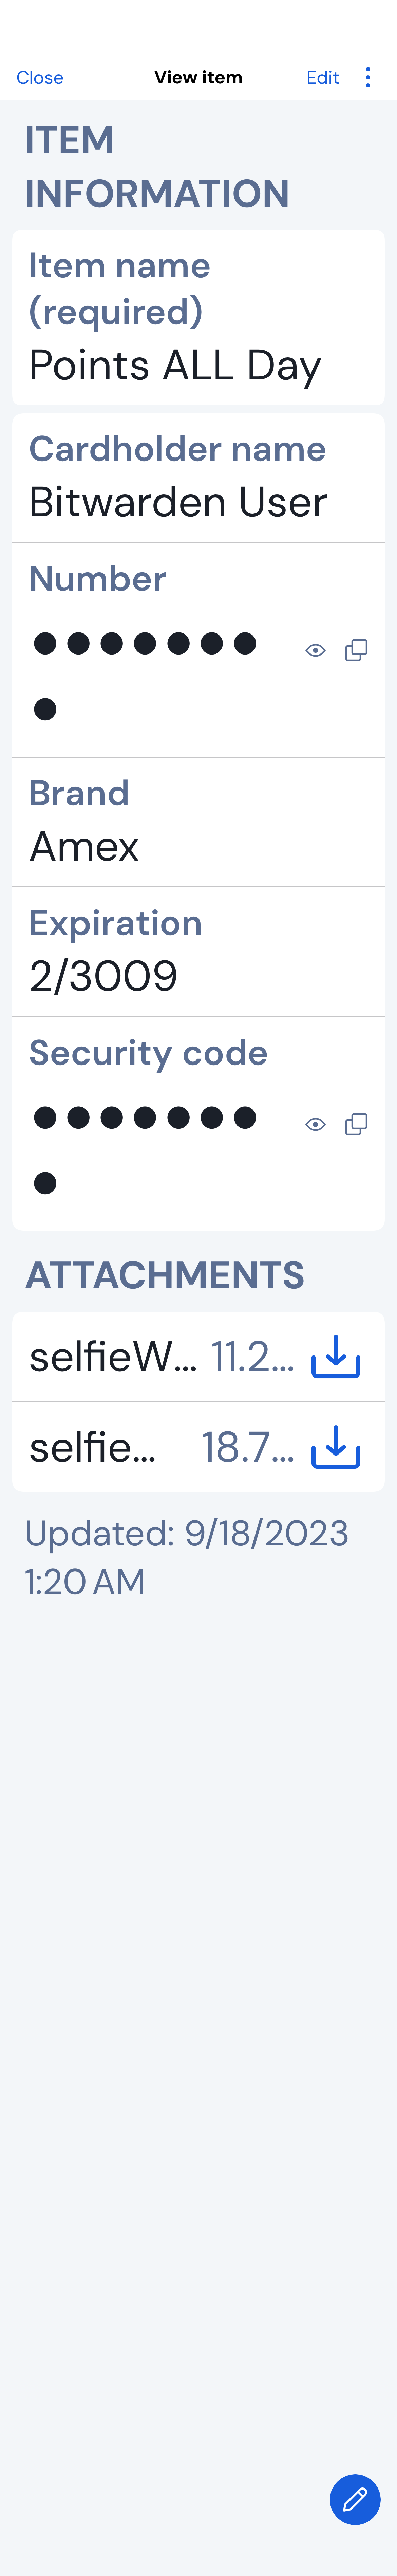 Close View item Edit
ITEM
INFORMATION
Item name
(required)
Points ALL Day
Cardholder name
Bitwarden User
Number
●●●●●●●
●
Brand
Amex
Expiration
2/3009
Security code
●●●●●●●
●
ATTACHMENTS
selfieW... 11.2...
selfie... 18.7...
Updated: 9/18/2023
1:20 AM